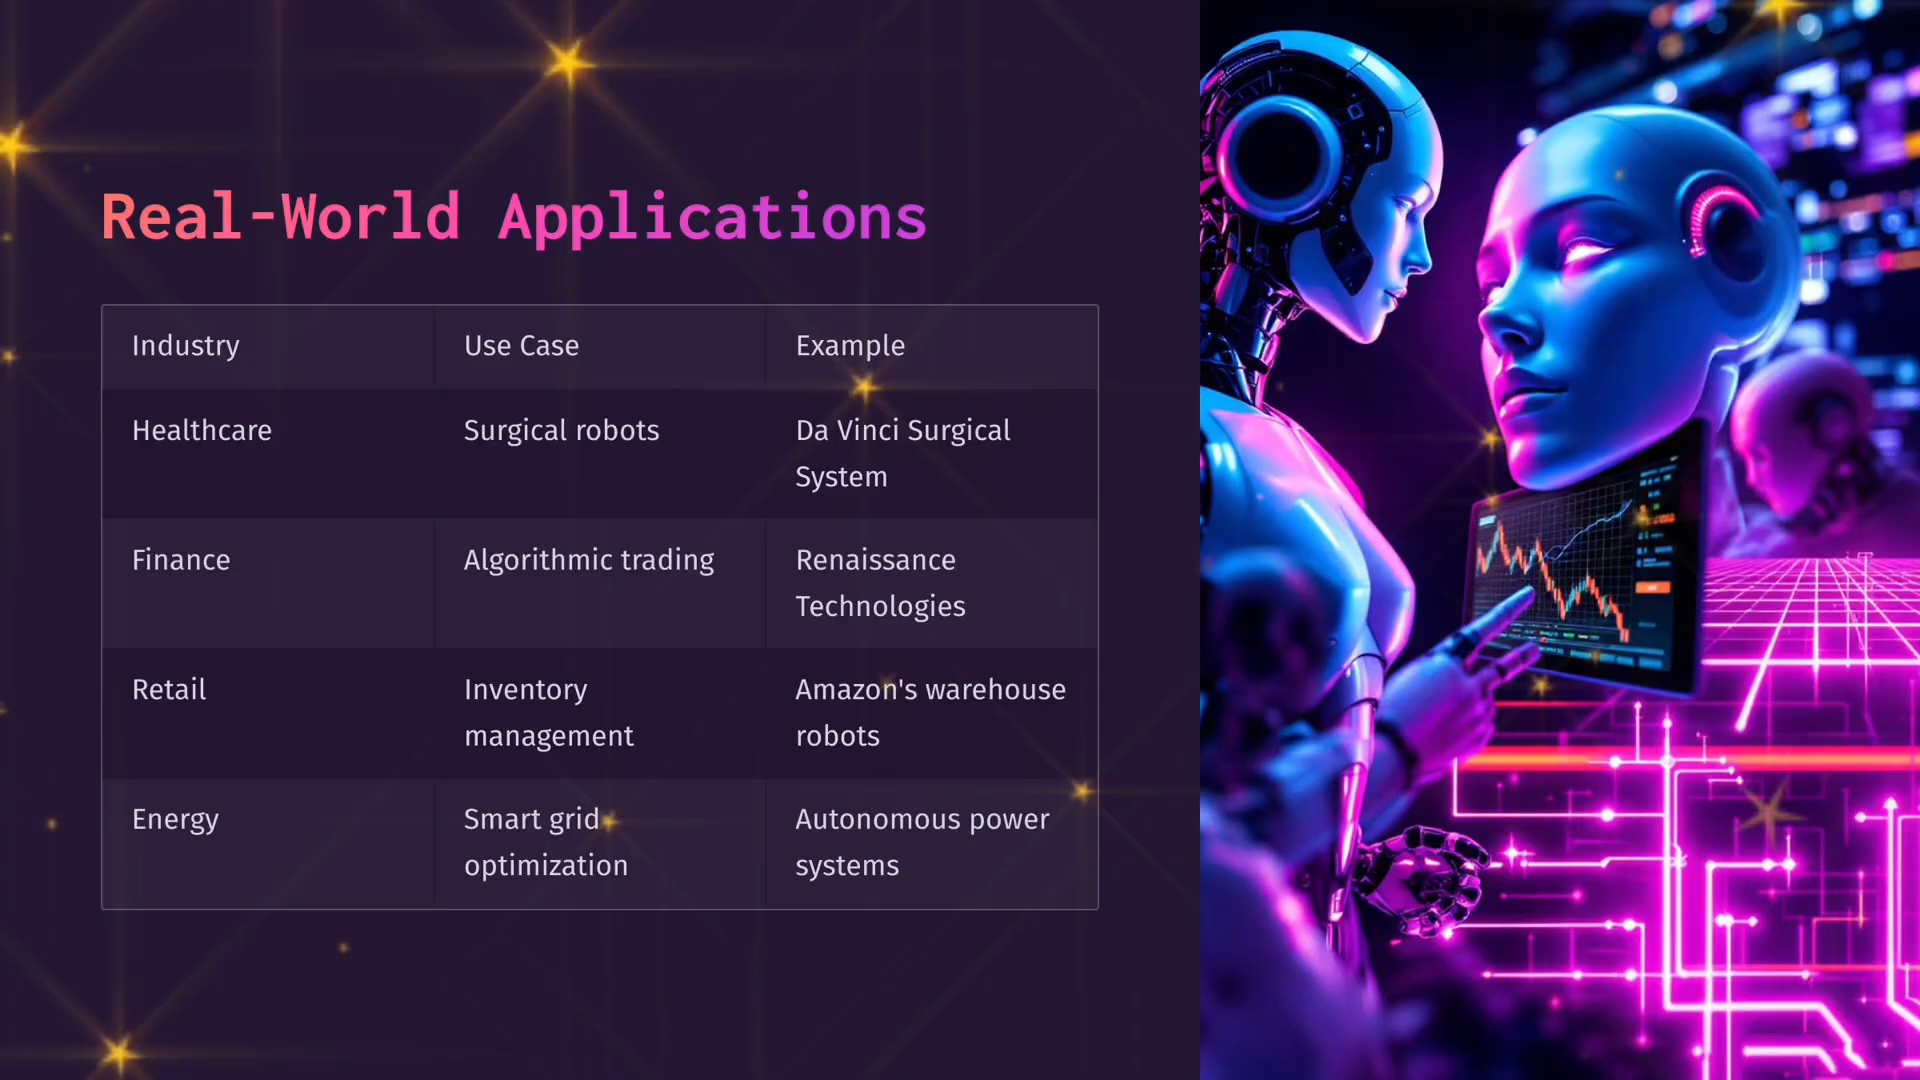 Real-World Applications
Industry
Use Case
Example
Healthcare
Surgical robots
Da Vinci Surgical
System
Finance
Algorithmic trading
Renaissance
Technologies
Retail
Inventory
management
Amazon's warehouse
robots
Energy
Smart grid
optimization
Autonomous power
systems